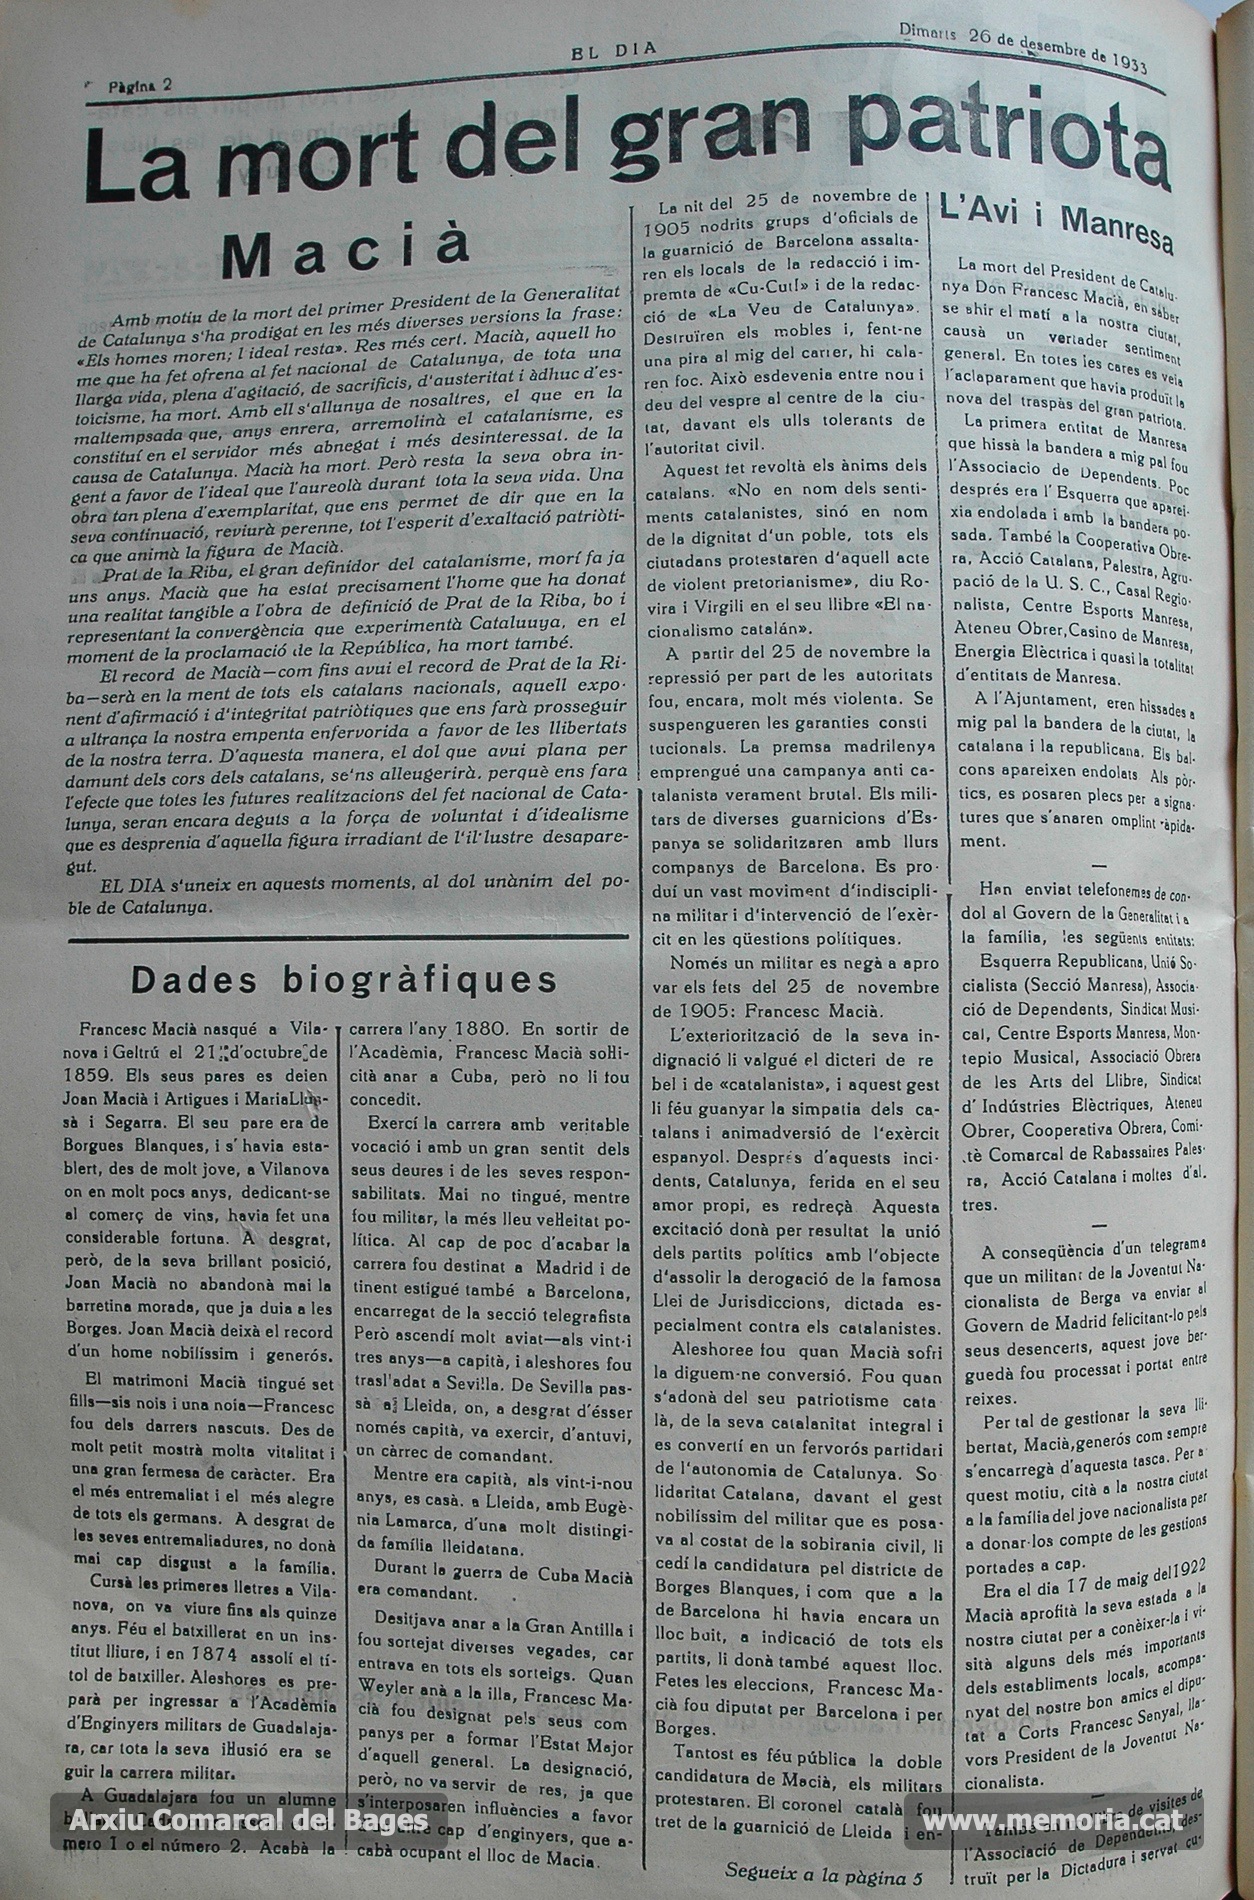 Pàgina 2
EL DIA
Dimarts 26 de desembre de 1933
La mort del gran patriota
Macià
Amb motiu de la mort del primer President de la Generalitat
de Catalunya s'ha prodigat en les més diverses versions la frase:
«Els homes moren; l ideal resta». Res més cert. Macià, aquell ho
me que ha fet ofrena al fet nacional de Catalunya, de tota una
llarga vida, plena d'agitació, de sacrificis, d'austeritat i àdhuc d'es-
toicisme, ha mort. Amb ell s'allunya de nosaltres, el que en la
maltempsada que, anys enrera, arremolinà el catalanisme, es
constituí en el servidor més abnegat i més desinteressat. de la
causa de Catalunya. Macià ha mort. Però resta la seva obra in-
gent a favor de l'ideal que l'aureolà durant tota la seva vida. Una
obra tan plena d'exemplaritat, que ens permet de dir que en la
seva continuació, reviurà perenne, tot l'esperit d'exaltació patriòti-
ca que animà la figura de Macià.
Prat de la Riba, el gran definidor del catalanisme, morí fa ja
uns anys. Macià que ha estat precisament l'home que ha donat
una realitat tangible a l'obra de definició de Prat de la Riba, bo i
representant la convergència que experimentà Cataluuya, en el
moment de la proclamació de la República, ha mort també.
El record de Macià—com fins avui el record de Prat de la Ri-
ba—serà en la ment de tots els catalans nacionals, aquell expo-
nent d'afirmació i d'integritat patriòtiques que ens farà prosseguir
a ultrança la nostra empenta enfervorida a favor de les llibertats
de la nostra terra. D'aquesta manera, el dol que avui plana per
damunt dels cors dels catalans, se'ns alleugerirà. perquè ens fara
l'efecte que totes les futures realitzacions del fet nacional de Cata-
lunya, seran encara deguts a la força de voluntat i d'idealisme
que es desprenia d'aquella figura irradiant de l'il'lustre desapare-
gut.
EL DIA s'uneix en aquests moments, al dol unànim del po-
ble de Catalunya.
Dades biogràfiques
Francesc Macià nasqué a Vila-
nova i Geltrú el 21 d'octubre de
1859. Els seus pares es deien
Joan Macià i Artigues i Maria Llus-
sà i Segarra. El seu pare era de
Borgues Blanques, i s' havia esta-
blert, des de molt jove, a Vilanova
on en molt pocs anys, dedicant-se
al comerç de vins, havia fet una
considerable fortuna. A desgrat,
però, de la seva brillant posició,
Joan Macià no abandonà mai la
barretina morada, que ja duia a les
Borges. Joan Macià deixà el record
d'un home nobilíssim i generós.
El matrimoni Macià tingué set
fills—sis nois i una noia—Francesc
fou dels darrers nascuts. Des de
molt petit mostrà molta vitalitat i
una gran fermesa de caràcter. Era
el més entremaliat i el més alegre
de tots els germans. A desgrat de
les seves entremaliadures, no donà
mai cap disgust a la família.
Cursà les primeres lletres a Vila-
nova, on va viure fins als quinze
anys. Féu el batxillerat en un ins-
titut lliure, i en 1874 assolí el tí-
tol de batxiller. Aleshores es pre-
parà per ingressar a l'Acadèmia
d'Enginyers militars de Guadalaja-
ra, car tota la seva il·lusió era se
guir la carrera militar.
A Guadalajara fou un alumne
mero 1 o el número 2. Acabà la
carrera l'any 1880. En sortir de
l'Acadèmia, Francesc Macià sol·li-
cità anar a Cuba, però no li fou
concedit.
Exercí la carrera amb veritable
vocació i amb un gran sentit dels
seus deures i de les seves respon-
sabilitats. Mai no tingué, mentre
fou militar, la més lleu vel·leitat po-
lítica. Al cap de poc d'acabar la
carrera fou destinat a Madrid i de
tinent estigué també a Barcelona,
encarregat de la secció telegrafista
Però ascendí molt aviat—als vint-i
tres anys—a capità, i aleshores fou
trasl'adat a Sevilla. De Sevilla pas-
sà a Lleida, on, a desgrat d'ésser
només capità, va exercir, d'antuvi,
un càrrec de comandant.
Mentre era capità, als vint-i-nou
anys, es casà. a Lleida, amb Eugè-
nia Lamarca, d'una molt distingi-
da família lleidatana.
Durant la guerra de Cuba Macià
era comandant.
Desitjava anar a la Gran Antilla i
fou sortejat diverses vegades, car
entrava en tots els sorteigs. Quan
Weyler anà a la illa, Francesc Ma-
cià fou designat pels seus com
panys per a formar l'Estat Major
d'aquell general. La designació,
però, no va servir de res, ja que
s'interposaren influències a favor
cap d'enginyers, que a-
cabà ocupant el lloc de Macia.
La nit del 25 de novembre de
1905 nodrits grups d'oficials de
la guarnició de Barcelona assalta-
ren els locals de la redacció i im-
premta de «Cu-Cut!» i de la redac-
ció de «La Veu de Catalunya».
Destruïren els mobles i, fent-ne
una pira al mig del carrer, hi cala-
ren foc. Això esdevenia entre nou i
deu del vespre al centre de la ciu-
tat, davant els ulls tolerants de
l'autoritat civil.
Aquest fet revoltà els ànims dels
catalans. «No en nom dels senti-
ments catalanistes, sinó en nom
de la dignitat d'un poble, tots els
ciutadans protestaren d'aquell acte
de violent pretorianisme», diu Ro-
vira i Virgili en el seu llibre «El na-
cionalismo catalán».
A partir del 25 de novembre la
repressió per part de les autoritats
fou, encara, molt més violenta. Se
suspengueren les garanties consti
tucionals. La premsa madrilenya
emprengué una campanya anti ca-
talanista verament brutal. Els mili-
tars de diverses guarnicions d'Es-
panya se solidaritzaren amb llurs
companys de Barcelona. Es pro-
duí un vast moviment d'indiscipli-
na militar i d'intervenció de l'exèr-
cit en les qüestions polítiques.
Només un militar es negà a apro
var els fets del 25 de novembre
de 1905: Francesc Macià.
L'exteriorització de la seva in-
dignació li valgué el dicteri de re
bel i de «catalanista», i aquest gest
li féu guanyar la simpatia dels ca-
talans i animadversió de l'exèrcit
espanyol. Després d'aquests inci-
dents, Catalunya, ferida en el seu
amor propi, es redreçà Aquesta
excitació donà per resultat la unió
dels partits polítics amb l'objecte
d'assolir la derogació de la famosa
Llei de Jurisdiccions, dictada es-
pecialment contra els catalanistes.
Aleshoree fou quan Macià sofri
la diguem-ne conversió. Fou quan
s'adonà del seu patriotisme cata
là, de la seva catalanitat integral i
es convertí en un fervorós partidari
de l'autonomia de Catalunya. So-
lidaritat Catalana, davant el gest
nobilíssim del militar que es posa-
va al costat de la sobirania civil, li
cedí la candidatura pel districte de
Borges Blanques, i com que a la
de Barcelona hi havia encara un
lloc buit, a indicació de tots els
partits, li donà també aquest lloc.
Fetes les eleccions, Francesc Ma-
cià fou diputat per Barcelona i per
Borges.
Tantost es féu pública la doble
candidatura de Macià, els militars
protestaren. El coronel català fou
tret de la guarnició de Lleida i en-
Segueix a la pàgina 5
L'Avi i Manresa
La mort del President de Catalu-
nya Don Francesc Macià, en saber
se ahir el matí a la nostra ciutat,
causà un vertader sentiment
general. En totes les cares es veia
l'aclaparament que havia produït la
nova del traspàs del gran patriota.
La primera entitat de Manresa
que hissà la bandera a mig pal fou
l'Associacio de Dependents. Poc
després era l' Esquerra que aparei-
xia endolada i amb la bandera po-
sada. També la Cooperativa Obre-
ra, Acció Catalana, Palestra, Agru-
pació de la U. S. C., Casal Regio-
nalista, Centre Esports Manresa,
Ateneu Obrer, Casino de Manresa,
Energia Elèctrica i quasi la totalitat
d'entitats de Manresa.
A l'Ajuntament, eren hissades a
mig pal la bandera de la ciutat, la
catalana i la republicana. Els bal-
cons apareixen endolats Als pòr-
tics, es posaren plecs per a signa-
tures que s'anaren omplint ràpida-
ment.
—
Han enviat telefonemes de con-
dol al Govern de la Generalitat i a
la família, les següents entitats:
Esquerra Republicana, Unió So-
cialista (Secció Manresa), Associa-
ció de Dependents, Sindicat Musi-
cal, Centre Esports Manresa, Mon-
tepio Musical, Associació Obrera
de les Arts del Llibre, Sindicat
d' Indústries Elèctriques, Ateneu
Obrer, Cooperativa Obrera, Comi-
tè Comarcal de Rabassaires Pales-
ra, Acció Catalana i moltes d'al.
tres.
—
A conseqüència d'un telegrama
que un militant de la Joventut Na-
cionalista de Berga va enviar al
Govern de Madrid felicitant-lo pels
seus desencerts, aquest jove ber-
guedà fou processat i portat entre
reixes.
Per tal de gestionar la seva lli-
bertat, Macià, generós com sempre
s'encarregà d'aquesta tasca. Per a
quest motiu, cità a la nostra ciutat
a la família del jove nacionalista per
a donar-los compte de les gestions
portades a cap.
Era el dia 17 de maig del 1922
Macià aprofità la seva estada a la
nostra ciutat per a conèixer-la i vi-
sità alguns dels més importants
dels establiments locals, acompa-
nyat del nostre bon amics el dipu-
tat a Corts Francesc Senyal, lla-
vors President de la Joventut Na-
cionalista.
—
de visites de
l'Associació de Dependents des-
truït per la Dictadura i servat cu-
Arxiu Comarcal del Bages
www.memoria.cat